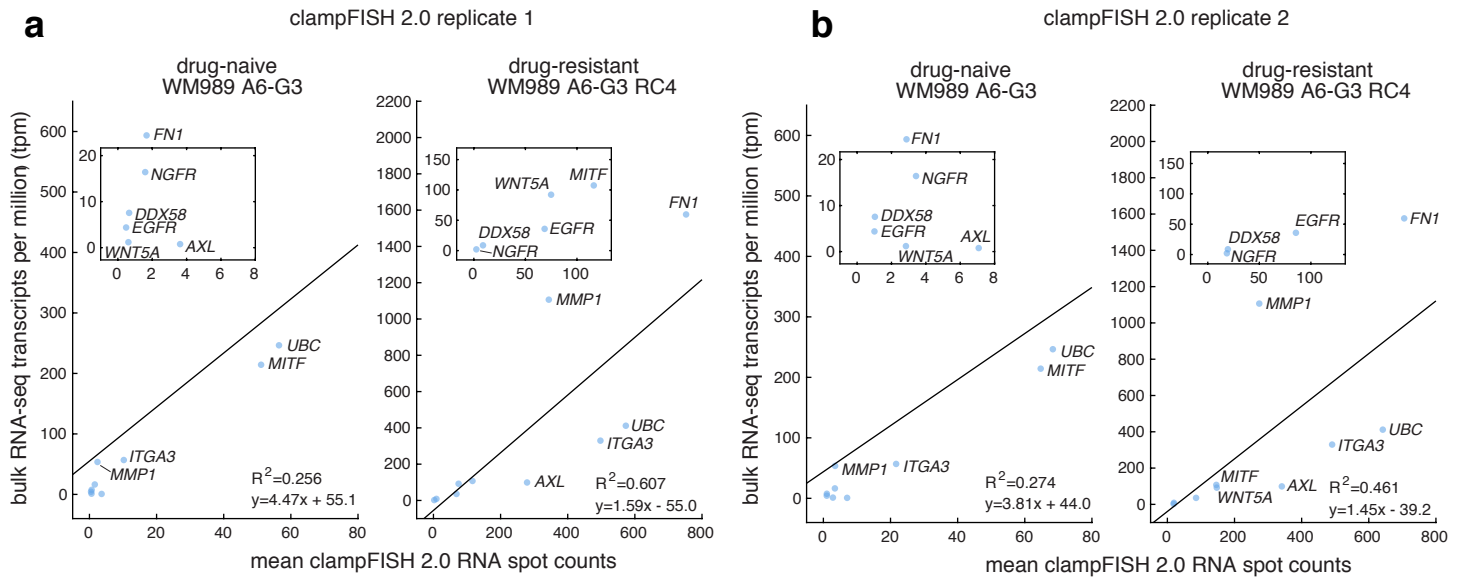 a
clampFISH 2.0 replicate 1
drug-naive
WM989 A6-G3
bulk RNA-seq transcripts per million (tpm)
600
500
400
300
200
100
0
0
20
40
60
80
FN1
20
10
0
0
2
4
6
8
NGFR
DDX58
EGFR
WNT5A
AXL
UBC
MITF
ITGA3
MMP1
R²=0.256
y=4.47x + 55.1
drug-resistant
WM989 A6-G3 RC4
2200
2000
1800
1600
1400
1200
1000
800
600
400
200
0
0
200
400
600
800
150
100
50
0
0
50
100
WNT5A
MITF
DDX58
EGFR
NGFR
FN1
MMP1
UBC
ITGA3
AXL
R²=0.607
y=1.59x - 55.0
mean clampFISH 2.0 RNA spot counts
b
clampFISH 2.0 replicate 2
drug-naive
WM989 A6-G3
bulk RNA-seq transcripts per million (tpm)
600
500
400
300
200
100
0
0
20
40
60
80
FN1
20
10
0
0
2
4
6
8
NGFR
DDX58
EGFR
WNT5A
AXL
UBC
MITF
MMP1
ITGA3
R²=0.274
y=3.81x + 44.0
drug-resistant
WM989 A6-G3 RC4
2200
2000
1800
1600
1400
1200
1000
800
600
400
200
0
0
200
400
600
800
150
100
50
0
0
50
100
EGFR
DDX58
NGFR
FN1
MMP1
UBC
ITGA3
MITF
WNT5A
AXL
R²=0.461
y=1.45x - 39.2
mean clampFISH 2.0 RNA spot counts